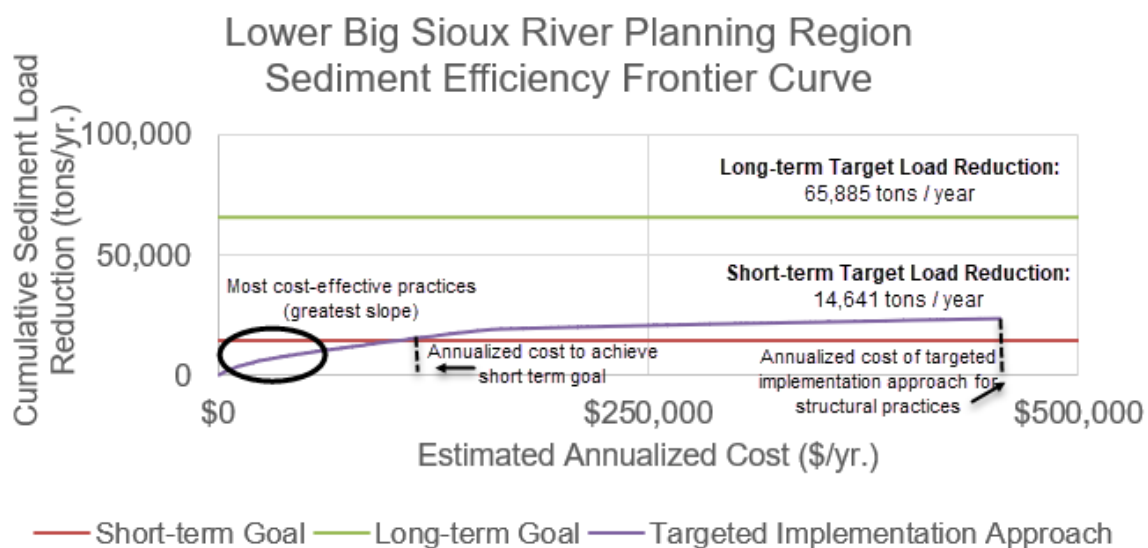 Lower Big Sioux River Planning Region
Sediment Efficiency Frontier Curve
Cumulative Sediment Load
Reduction (tons/yr.)
100,000
50,000
0
Long-term Target Load Reduction:
65,885 tons / year
Short-term Target Load Reduction:
14,641 tons / year
Most cost-effective practices
(greatest slope)
Annualized cost to achieve
short term goal
Annualized cost of targeted
implementation approach for
structural practices
$0
$250,000
$500,000
Estimated Annualized Cost ($/yr.)
Short-term Goal
Long-term Goal
Targeted Implementation Approach